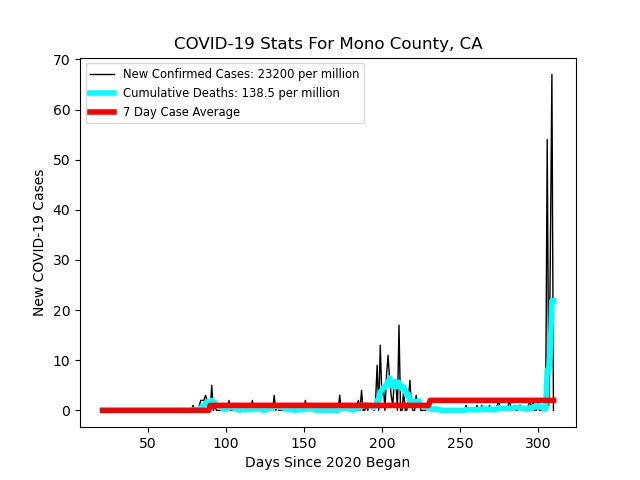 COVID-19 Stats For Mono County, CA
New Confirmed Cases: 23200 per million
Cumulative Deaths: 138.5 per million
7 Day Case Average
New COVID-19 Cases
70
60
50
40
30
20
10
0
50 100 150 200 250 300
Days Since 2020 Began